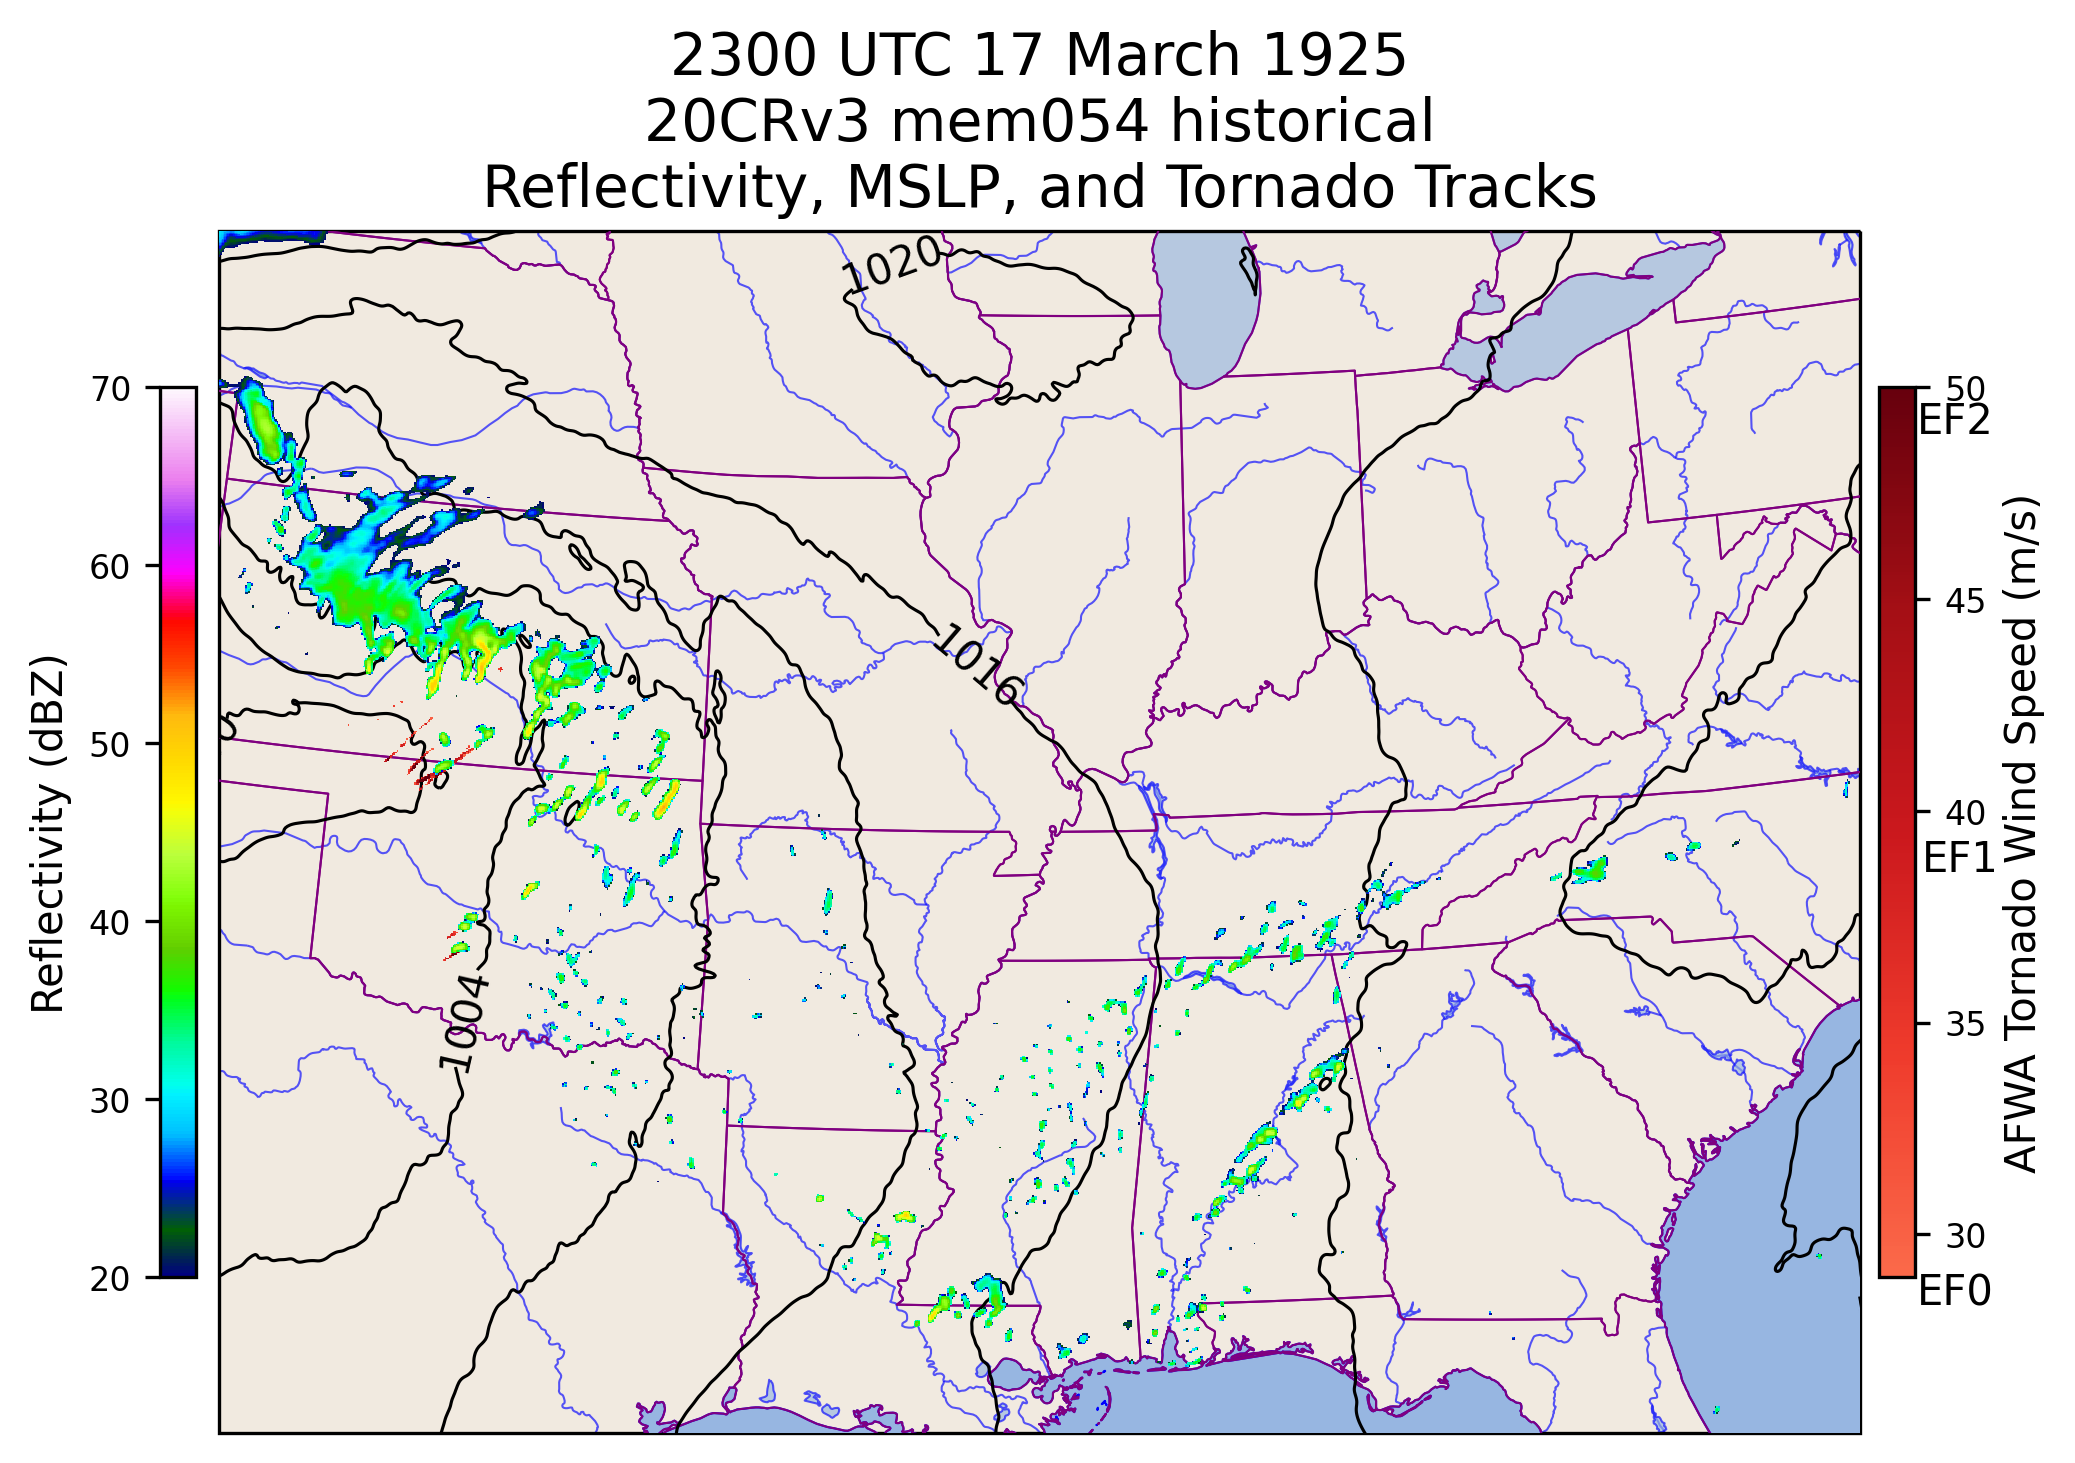 2300 UTC 17 March 1925
20CRv3 mem054 historical
Reflectivity, MSLP, and Tornado Tracks
1020
1016
1004
70
60
50
40
30
20
Reflectivity (dBZ)
50
EF2
45
40
EF1
35
30
EF0
AFWA Tornado Wind Speed (m/s)